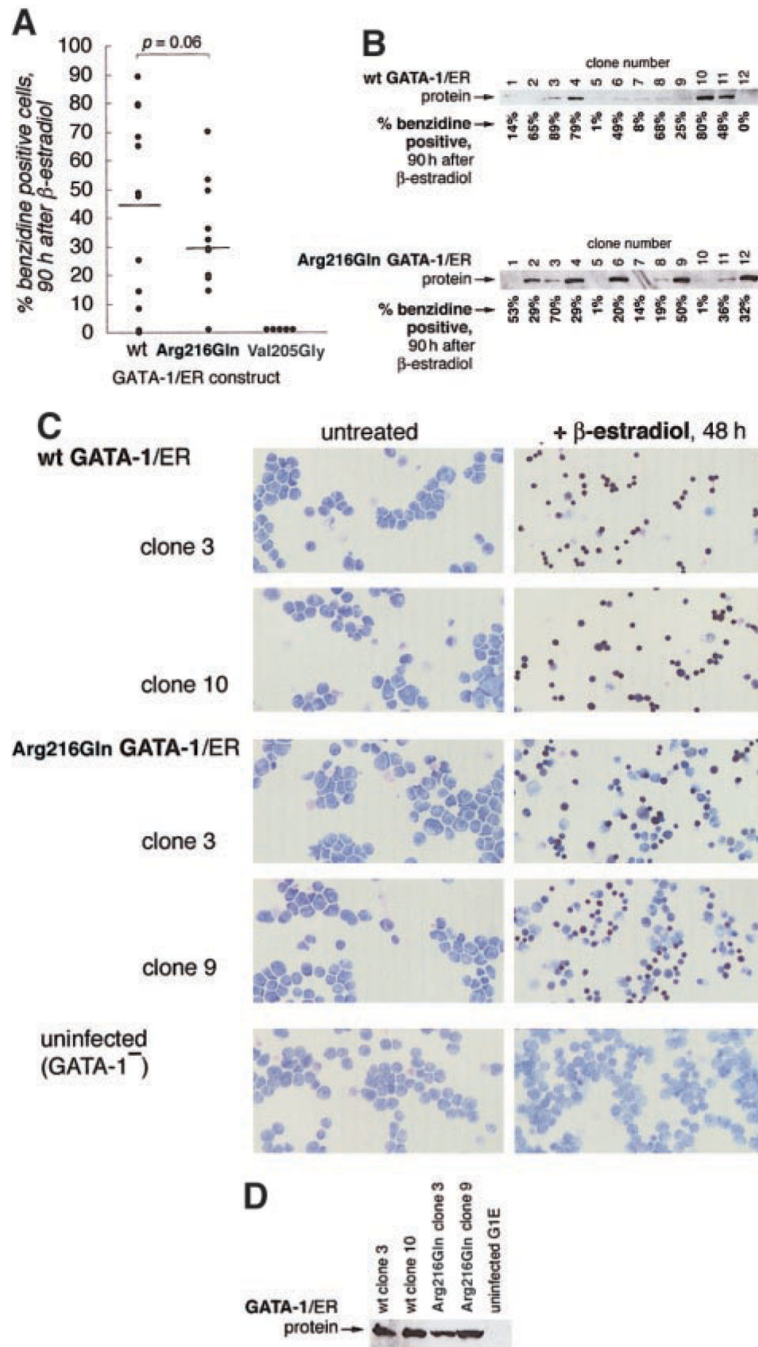 A
p = 0.06
% benzidine positive cells,
90 h after β-estradiol
100
90
80
70
60
50
40
30
20
10
0
wt Arg216Gln Val205Gly
GATA-1/ER construct
B
clone number
wt GATA-1/ER
1 2 3 4 5 6 7 8 9 10 11 12
protein
% benzidine
positive,
90 h after
β-estradiol
14% 65% 89% 79% 1% 49% 8% 68% 25% 80% 48% 0%
clone number
Arg216Gln GATA-1/ER
1 2 3 4 5 6 7 8 9 10 11 12
protein
% benzidine
positive,
90 h after
β-estradiol
53% 29% 70% 29% 1% 20% 14% 19% 50% 1% 36% 32%
C
untreated + β-estradiol, 48 h
wt GATA-1/ER
clone 3
clone 10
Arg216Gln GATA-1/ER
clone 3
clone 9
uninfected
(GATA-1⁻)
D
wt clone 3
wt clone 10
Arg216Gln clone 3
Arg216Gln clone 9
uninfected G1E
GATA-1/ER
protein